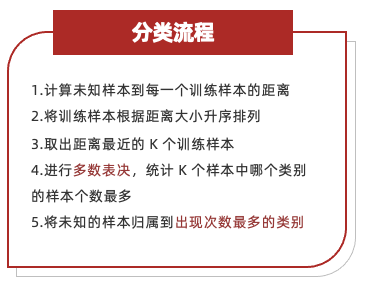 分类流程
1.计算未知样本到每一个训练样本的距离
2.将训练样本根据距离大小升序排列
3.取出距离最近的 K 个训练样本
4.进行多数表决，统计 K 个样本中哪个类别
的样本个数最多
5.将未知的样本归属到出现次数最多的类别